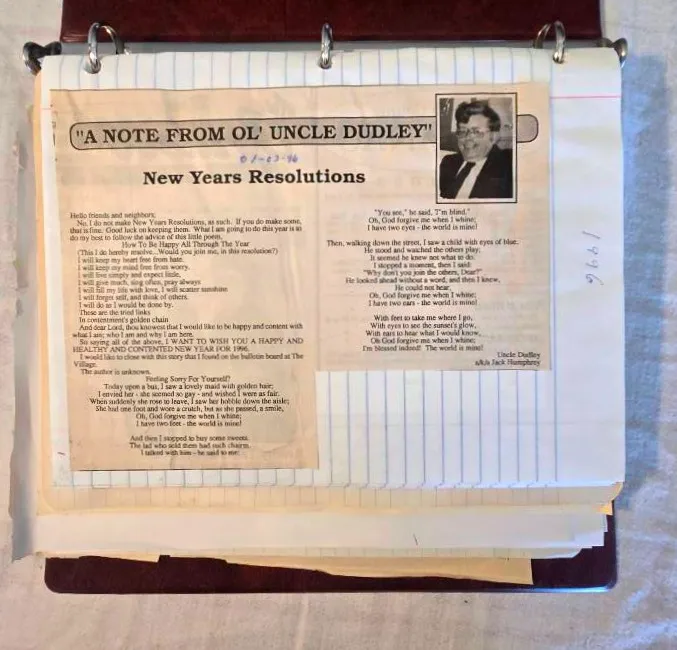 "A NOTE FROM OL' UNCLE DUDLEY"
01-03-96
New Years Resolutions
Hello friends and neighbors,
No, I do not make New Years Resolutions, as such. If you do make some,
that is fine. Good luck on keeping them. What I am going to do this year is to
do my best to follow the advice of this little poem.
How To Be Happy All Through The Year
(This I do hereby resolve...Would you join me, in this resolution?)
I will keep my heart free from hate.
I will keep my mind free from worry.
I will live simply and expect little,
I will give much, sing often, pray always
I will fill my life with love, I will scatter sunshine
I will forget self, and think of others.
I will do as I would be done by.
These are the tried links
In contentment's golden chain
And dear Lord, thou knowest that I would like to be happy and content with
what I am; who I am and why I am here.
So saying all of the above, I WANT TO WISH YOU A HAPPY AND
HEALTHY AND CONTENTED NEW YEAR FOR 1996.
I would like to close with this story that I found on the bulletin board at The
Village.
The author is unknown.
Feeling Sorry For Yourself?
Today upon a bus, I saw a lovely maid with golden hair;
I envied her - she seemed so gay - and wished I were as fair.
When suddenly she rose to leave, I saw her hobble down the aisle;
She had one foot and wore a crutch, but as she passed, a smile,
Oh, God forgive me when I whine;
I have two feet - the world is mine!
And then I stopped to buy some sweets.
The lad who sold them had such charm.
I talked with him - he said to me:
"You see," he said, "I'm blind."
Oh, God forgive me when I whine;
I have two eyes - the world is mine!
Then, walking down the street, I saw a child with eyes of blue.
He stood and watched the others play;
It seemed he knew not what to do.
I stopped a moment, then I said:
"Why don't you join the others, Dear?"
He looked ahead without a word, and then I knew,
He could not hear.
Oh, God forgive me when I whine;
I have two ears - the world is mine!
With feet to take me where I go,
With eyes to see the sunset's glow,
With ears to hear what I would know,
Oh God forgive me when I whine;
I'm blessed indeed! The world is mine!
Uncle Dudley
a/k/a Jack Humphrey
1996